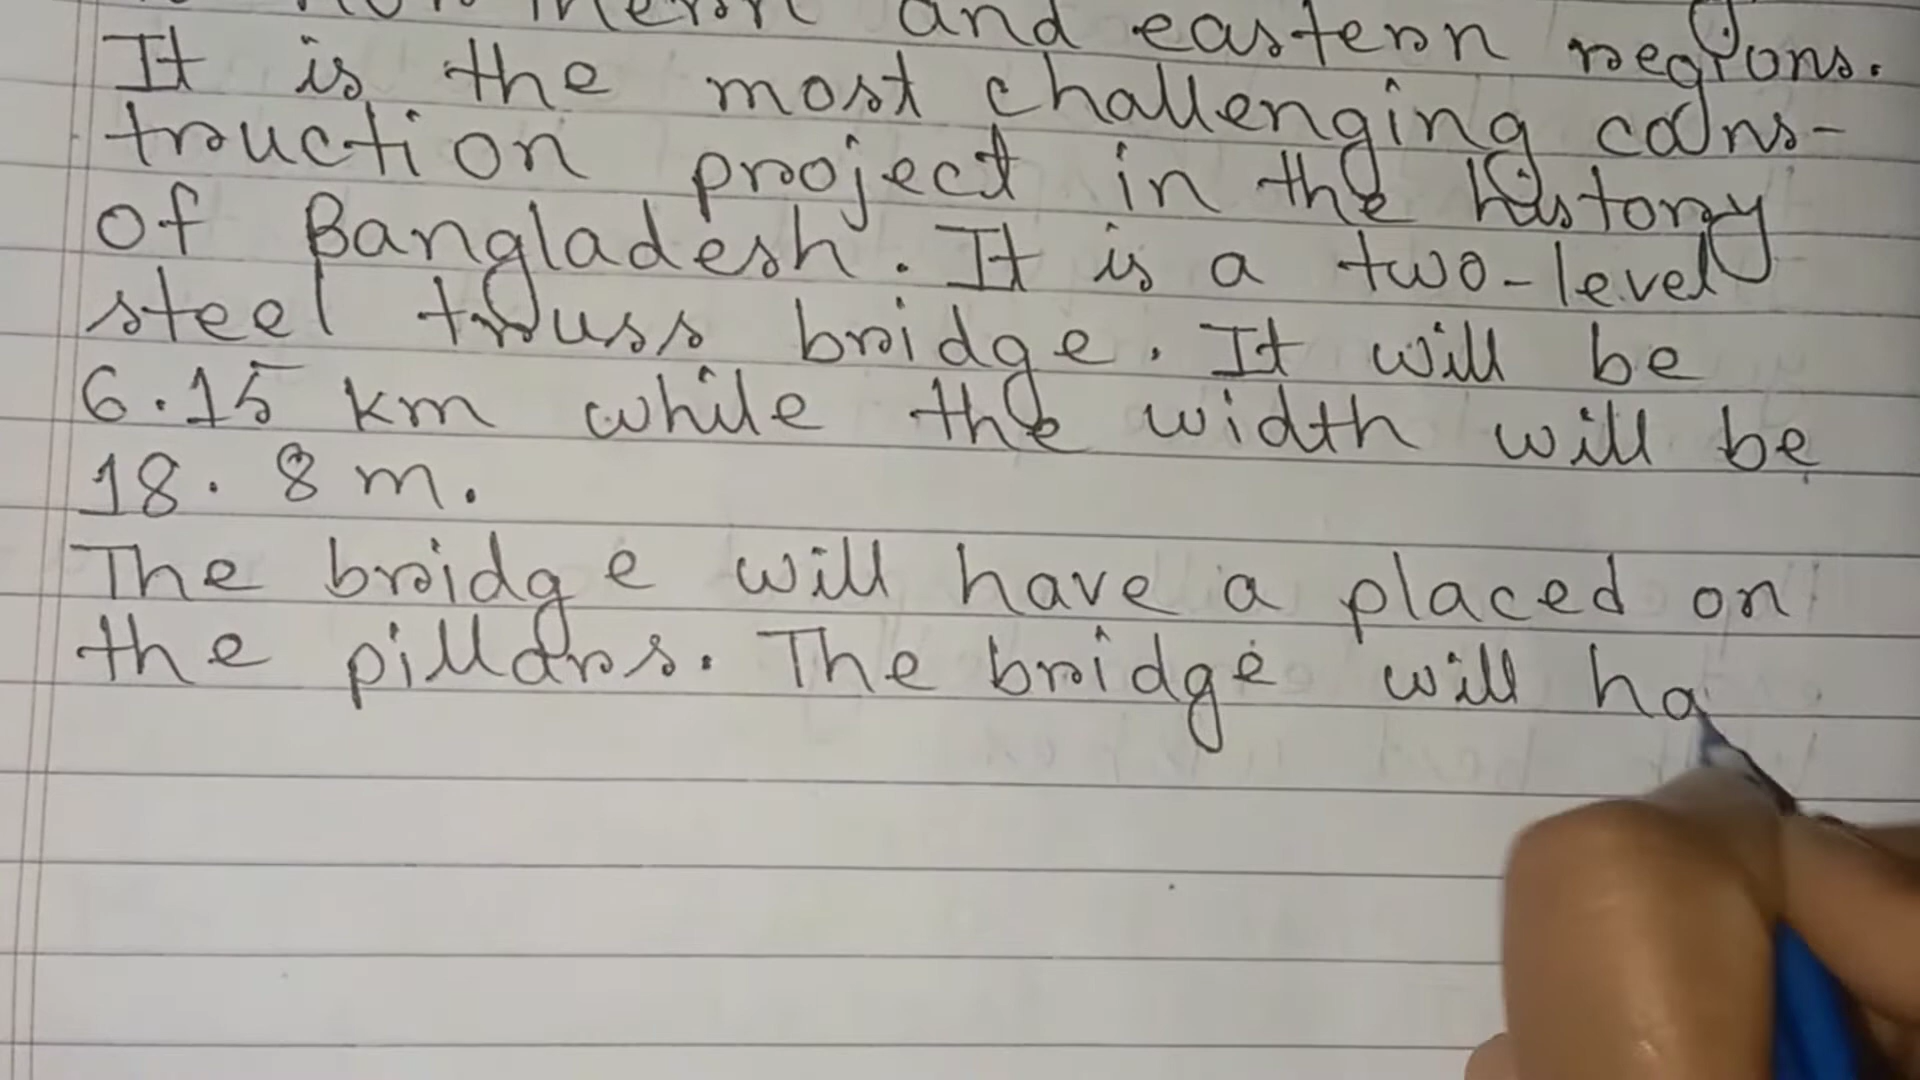 northern and eastern regions.
It is the most challenging cons-
truction project in the history
of Bangladesh. It is a two-level
steel truss bridge. It will be
6.15 km while the width will be
18.8 m.
The bridge will have a placed on
the pillars. The bridge will ha